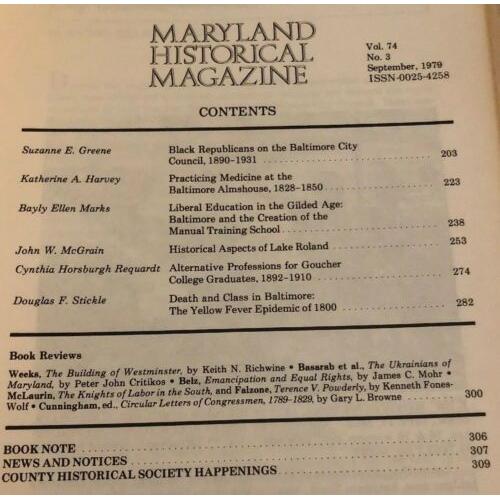 MARYLAND
HISTORICAL
MAGAZINE
Vol. 74
No. 3
September, 1979
ISSN-0025-4258
CONTENTS
Suzanne E. Greene Black Republicans on the Baltimore City
Council, 1890-1931 203
Katherine A. Harvey Practicing Medicine at the
Baltimore Almshouse, 1828-1850 223
Bayly Ellen Marks Liberal Education in the Gilded Age:
Baltimore and the Creation of the
Manual Training School 238
John W. McGrain Historical Aspects of Lake Roland 253
Cynthia Horsburgh Requardt Alternative Professions for Goucher
College Graduates, 1892-1910 274
Douglas F. Stickle Death and Class in Baltimore:
The Yellow Fever Epidemic of 1800 282
Book Reviews
Weeks, The Building of Westminster, by Keith N. Richwine • Basarab et al., The Ukrainians of
Maryland, by Peter John Critikos • Belz, Emancipation and Equal Rights, by James C. Mohr •
McLaurin, The Knights of Labor in the South, and Falzone, Terence V. Powderly, by Kenneth Fones-
Wolf • Cunningham, ed., Circular Letters of Congressmen, 1789-1829, by Gary L. Browne 300
BOOK NOTE 306
NEWS AND NOTICES 307
COUNTY HISTORICAL SOCIETY HAPPENINGS 309